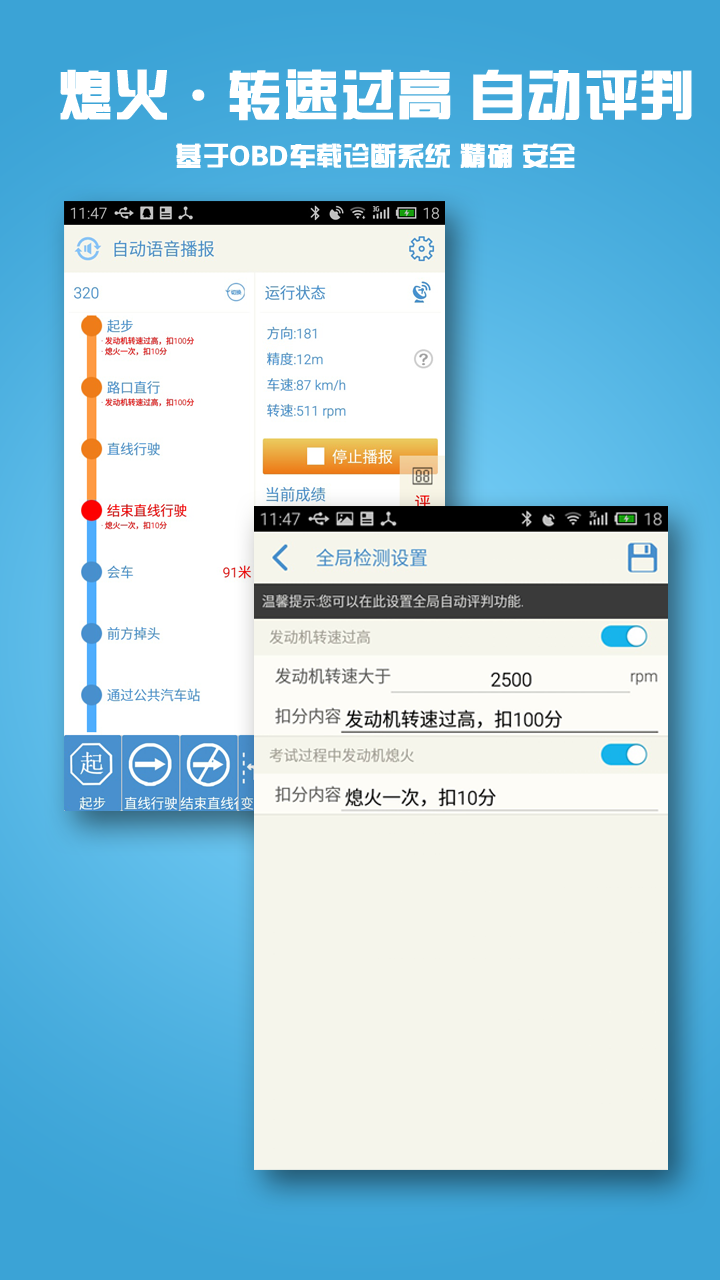 熄火·转速过高 自动评判
基于OBD车载诊断系统 精确 安全
11:47
18
自动语音播报
320
起步
·发动机转速过高，扣100分
·熄火一次，扣10分
路口直行
·发动机转速过高，扣100分
直线行驶
结束直线行驶
·熄火一次，扣10分
会车 91米
前方掉头
通过公共汽车站
运行状态
方向:181
精度:12m
?
车速:87 km/h
转速:511 rpm
停止播报
当前成绩
评
起
起步
直线行驶
结束直线行
变
11:47
3G
18
全局检测设置
温馨提示:您可以在此设置全局自动评判功能.
发动机转速过高
发动机转速大于 2500 rpm
扣分内容 发动机转速过高，扣100分
考试过程中发动机熄火
扣分内容 熄火一次，扣10分